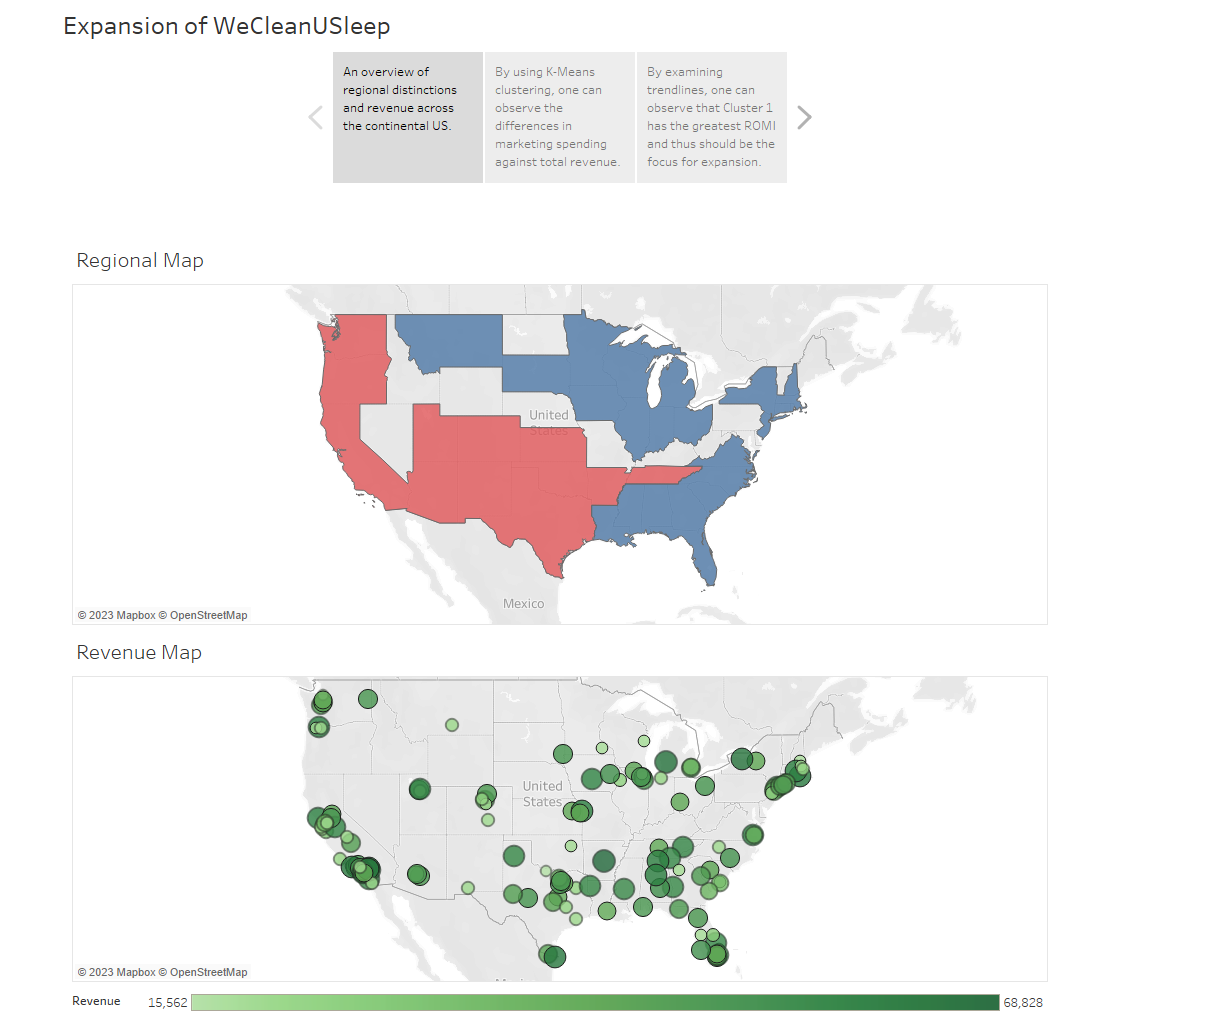 Expansion of WeCleanUSleep
An overview of
regional distinctions
and revenue across
the continental US.
By using K-Means
clustering, one can
observe the
differences in
marketing spending
against total revenue.
By examining
trendlines, one can
observe that Cluster 1
has the greatest ROMI
and thus should be the
focus for expansion.
Regional Map
United
States
Mexico
© 2023 Mapbox © OpenStreetMap
Revenue Map
United
States
© 2023 Mapbox © OpenStreetMap
Revenue
15,562
68,828